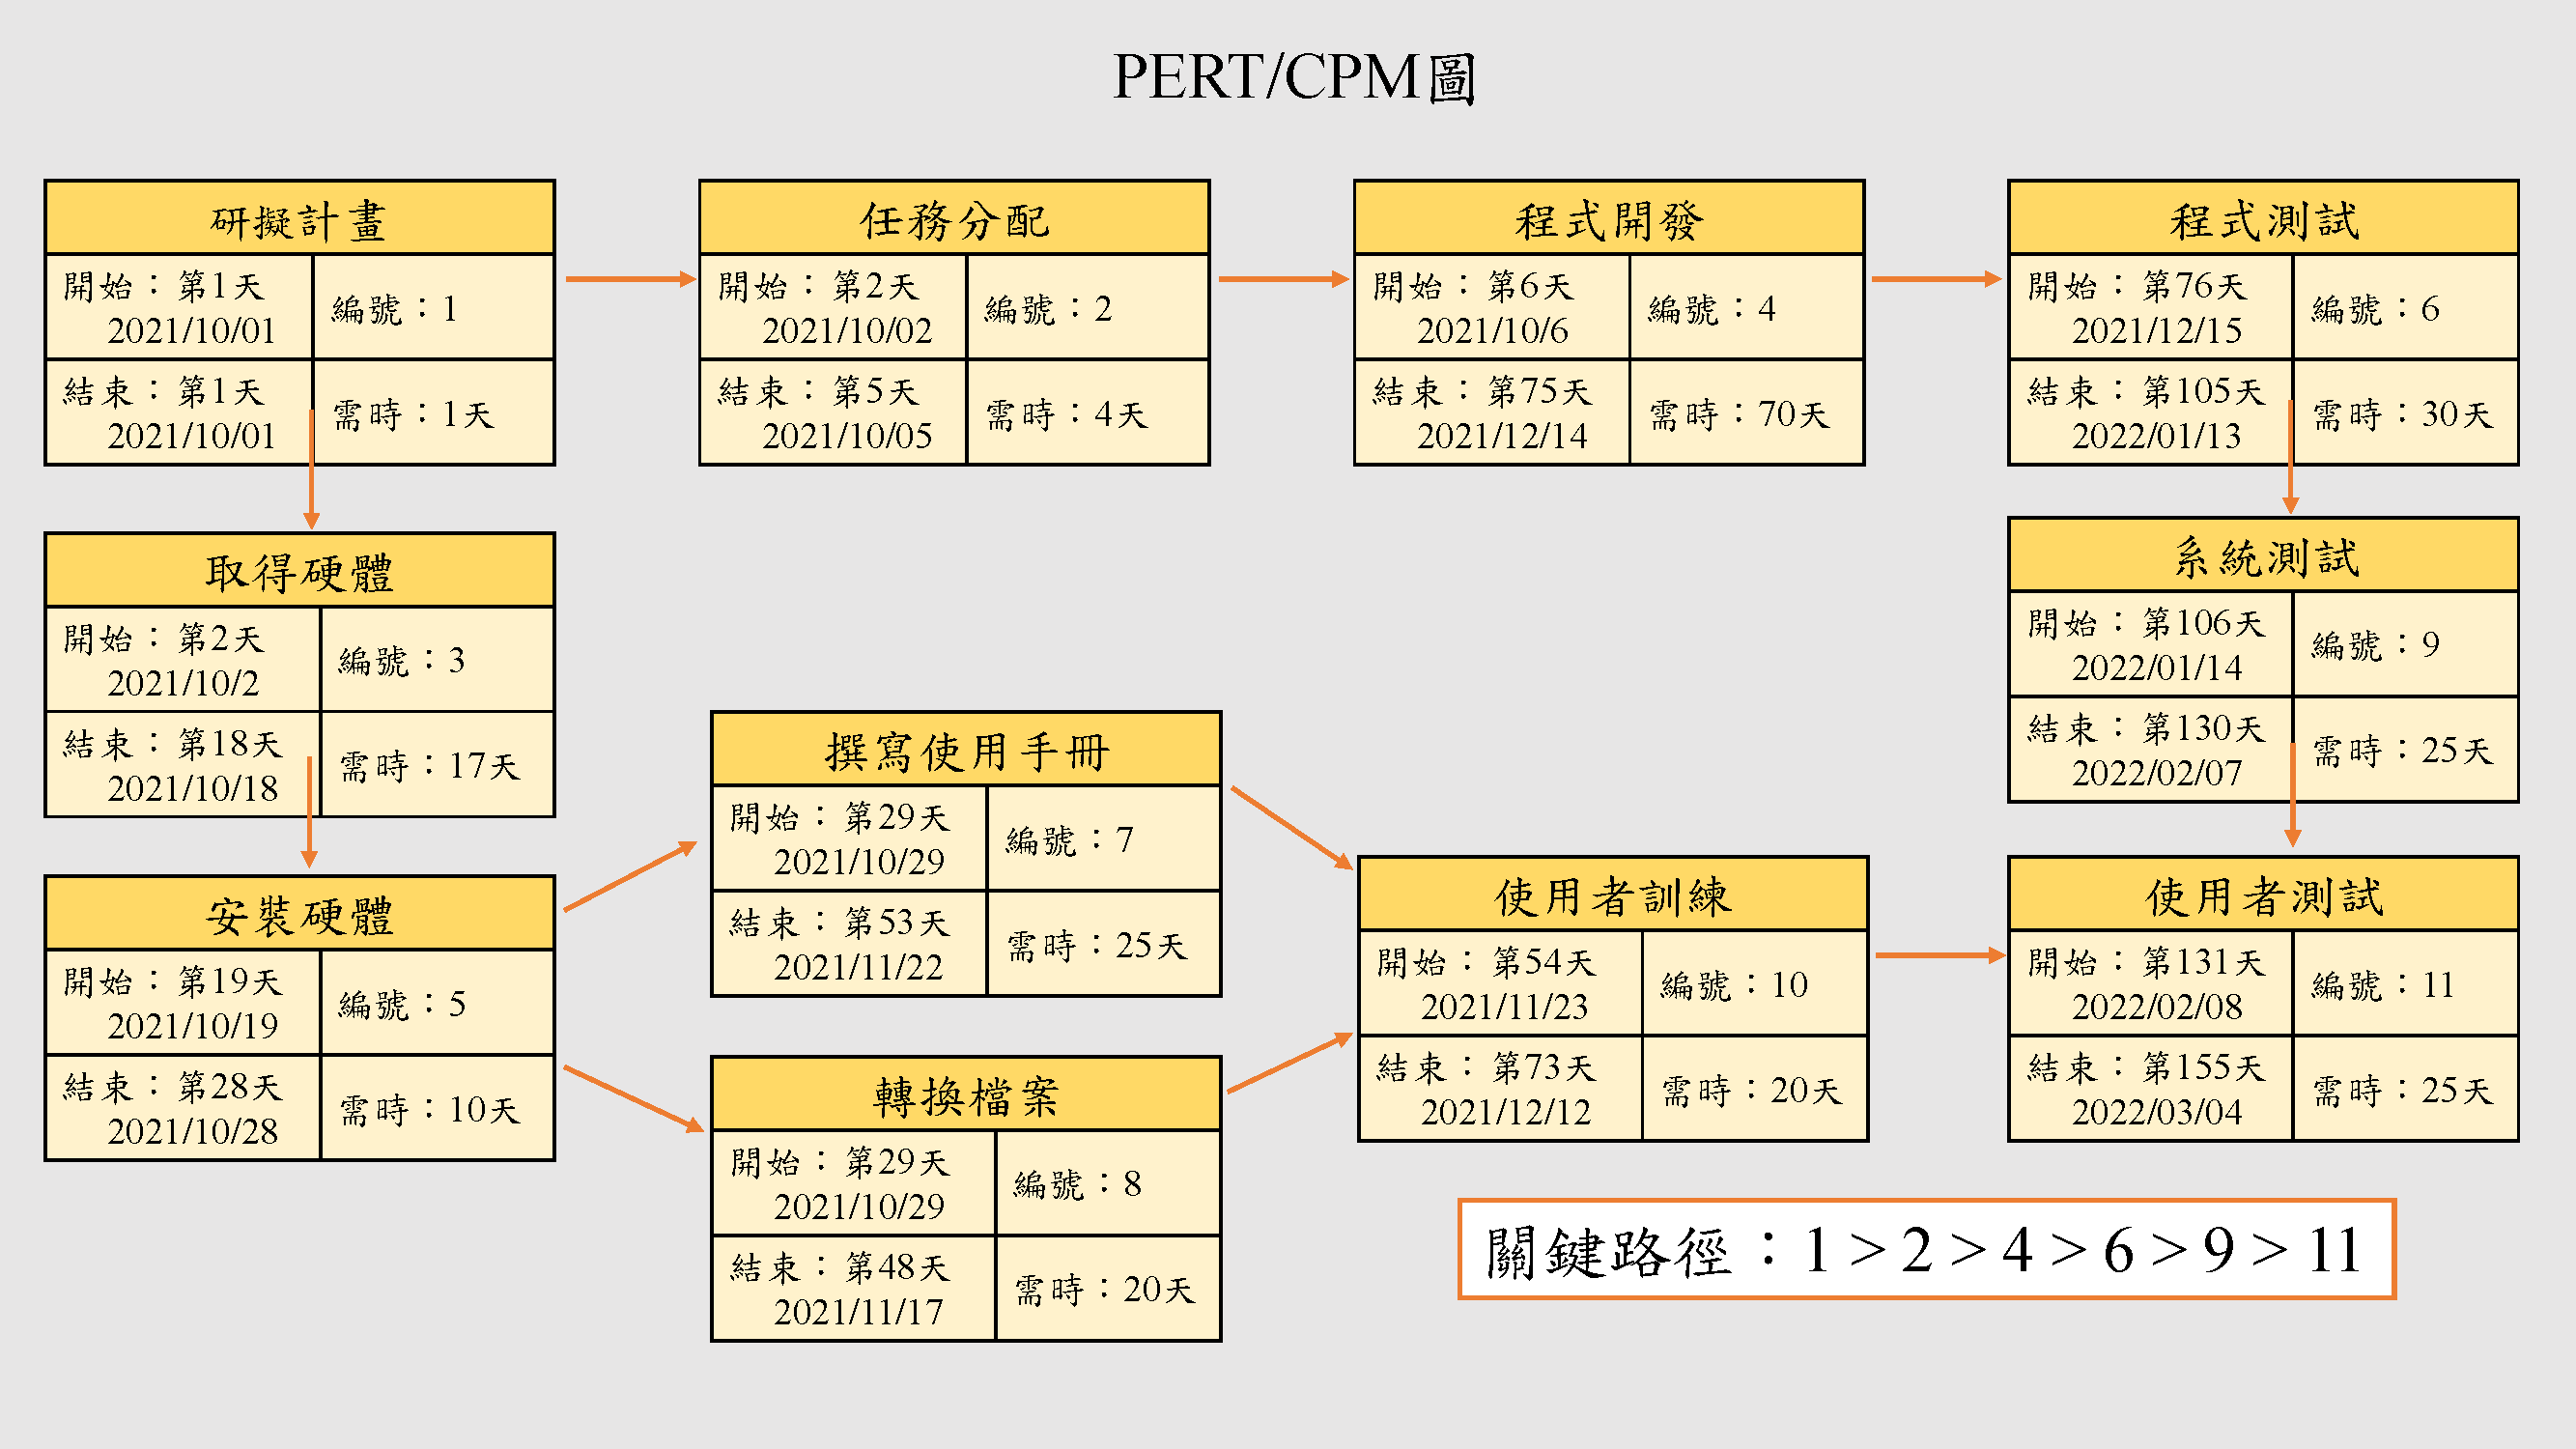 PERT/CPM圖
研擬計畫
開始：第1天
2021/10/01
編號：1
結束：第1天
2021/10/01
需時：1天
任務分配
開始：第2天
2021/10/02
編號：2
結束：第5天
2021/10/05
需時：4天
程式開發
開始：第6天
2021/10/6
編號：4
結束：第75天
2021/12/14
需時：70天
程式測試
開始：第76天
2021/12/15
編號：6
結束：第105天
2022/01/13
需時：30天
取得硬體
開始：第2天
2021/10/2
編號：3
結束：第18天
2021/10/18
需時：17天
系統測試
開始：第106天
2022/01/14
編號：9
結束：第130天
2022/02/07
需時：25天
撰寫使用手冊
開始：第29天
2021/10/29
編號：7
結束：第53天
2021/11/22
需時：25天
安裝硬體
開始：第19天
2021/10/19
編號：5
結束：第28天
2021/10/28
需時：10天
轉換檔案
開始：第29天
2021/10/29
編號：8
結束：第48天
2021/11/17
需時：20天
使用者訓練
開始：第54天
2021/11/23
編號：10
結束：第73天
2021/12/12
需時：20天
使用者測試
開始：第131天
2022/02/08
編號：11
結束：第155天
2022/03/04
需時：25天
關鍵路徑：1 > 2 > 4 > 6 > 9 > 11